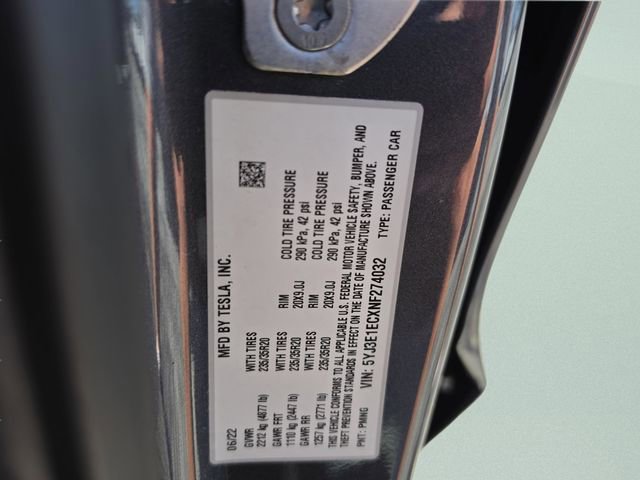 MFD BY TESLA, INC.
06/22
GVWR WITH TIRES RIM COLD TIRE PRESSURE
2212 kg (4877 lb) 235/35R20 20X9.0J 290 kPa, 42 psi
GAWR FRT WITH TIRES RIM COLD TIRE PRESSURE
1110 kg (2447 lb) 235/35R20 20X9.0J 290 kPa, 42 psi
GAWR RR
1257 kg (2771 lb) 235/35R20
THIS VEHICLE CONFORMS TO ALL APPLICABLE U.S. FEDERAL MOTOR VEHICLE SAFETY, BUMPER, AND
THEFT PREVENTION STANDARDS IN EFFECT ON THE DATE OF MANUFACTURE SHOWN ABOVE.
VIN: 5YJ3E1ECXNF274032 TYPE: PASSENGER CAR
PNT: PMNG